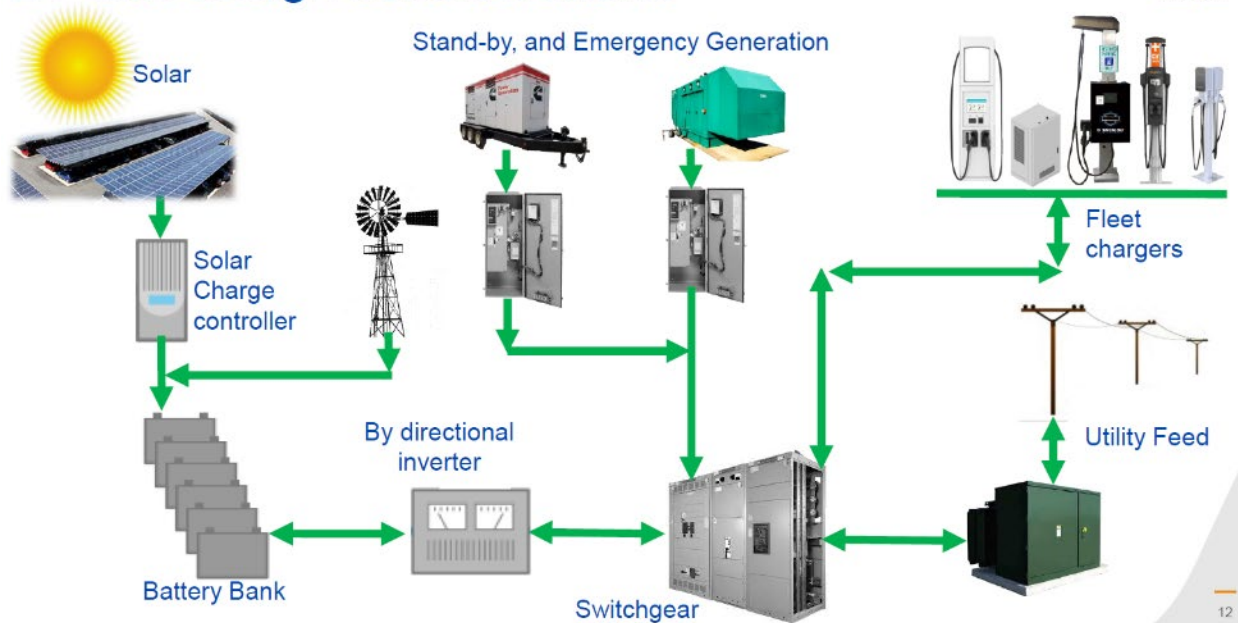 Solar
Stand-by, and Emergency Generation
Solar
Charge
controller
Fleet
chargers
By directional
inverter
Utility Feed
Battery Bank
Switchgear
12